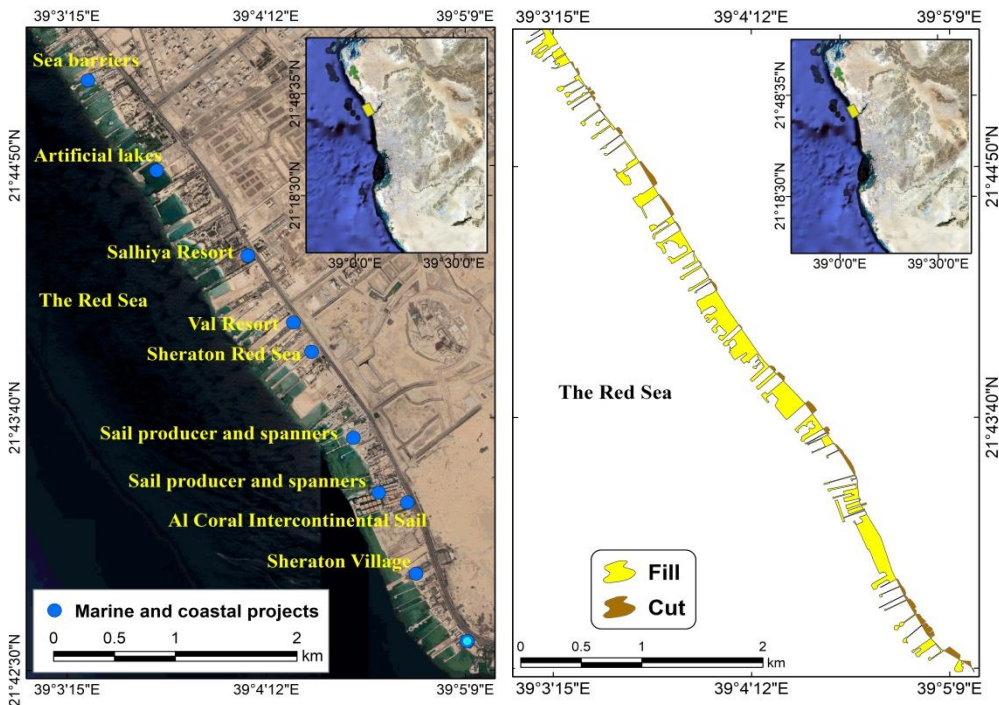 39°3'15"E 39°4'12"E 39°5'9"E
39°3'15"E 39°4'12"E 39°5'9"E
Sea barriers
Artificial lakes
Salhiya Resort
The Red Sea
Val Resort
Sheraton Red Sea
Sail producer and spanners
Sail producer and spanners
Al Coral Intercontinental Sail
Sheraton Village
21°48'35"N
21°18'30"N
39°0'0"E 39°30'0"E
21°44'50"N
21°43'40"N
21°42'30"N
Marine and coastal projects
0 0.5 1 2
km
39°3'15"E 39°4'12"E 39°5'9"E
21°48'35"N
21°18'30"N
39°0'0"E 39°30'0"E
21°44'50"N
21°43'40"N
21°42'30"N
The Red Sea
Fill
Cut
0 0.5 1 2
km
39°3'15"E 39°4'12"E 39°5'9"E